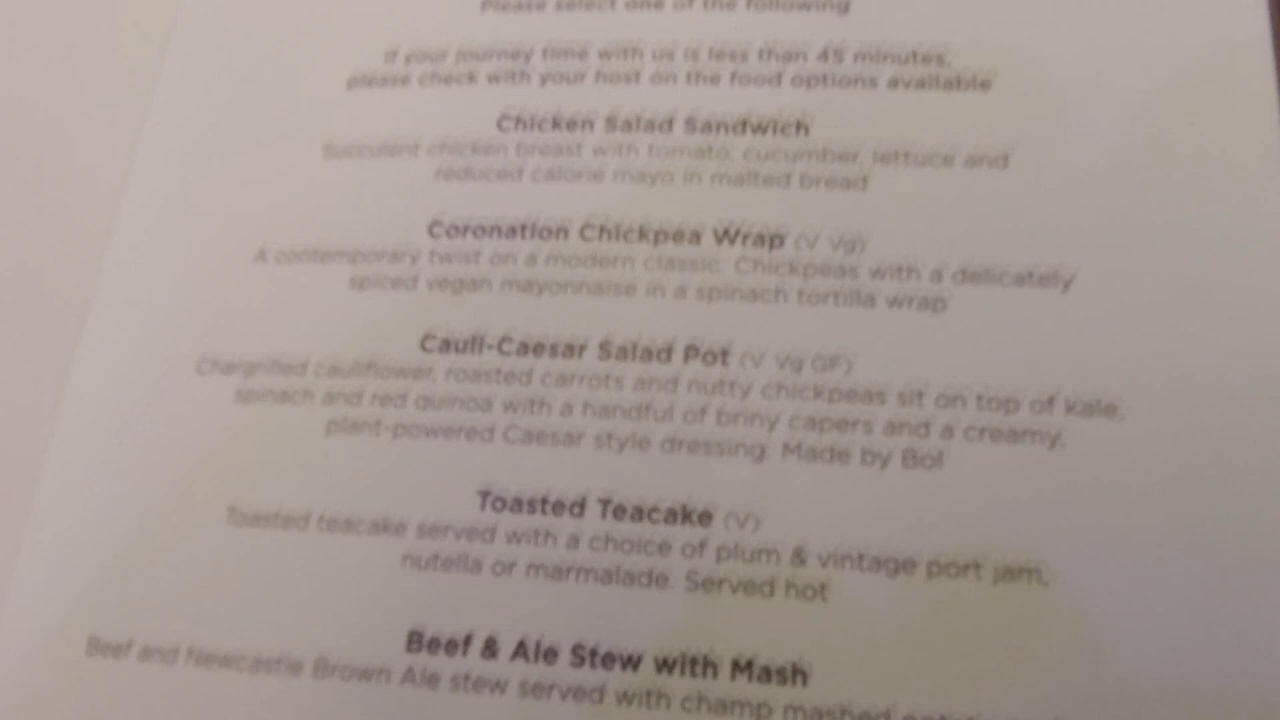 Please select one of the following
If your journey time with us is less than 45 minutes,
please check with your host on the food options available
Chicken Salad Sandwich
Succulent chicken breast with tomato, cucumber, lettuce and
reduced calorie mayo in malted bread
Coronation Chickpea Wrap (V Vg)
A contemporary twist on a modern classic. Chickpeas with a delicately
spiced vegan mayonnaise in a spinach tortilla wrap
Cauli-Caesar Salad Pot (V Vg GF)
Chargrilled cauliflower, roasted carrots and nutty chickpeas sit on top of kale,
spinach and red quinoa with a handful of briny capers and a creamy,
plant-powered Caesar style dressing. Made by Bol
Toasted Teacake (V)
Toasted teacake served with a choice of plum & vintage port jam,
nutella or marmalade. Served hot
Beef & Ale Stew with Mash
Beef and Newcastle Brown Ale stew served with champ mashed